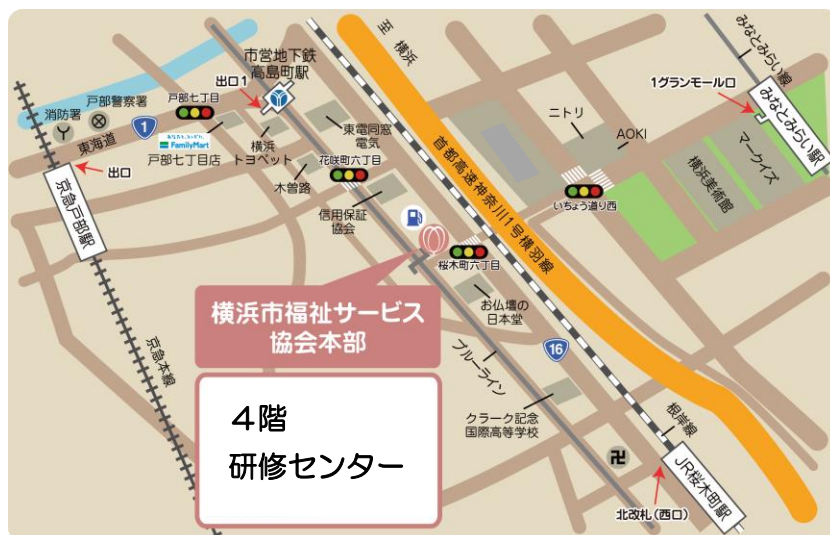 至 横浜
みなとみらい線
市営地下鉄
高島町駅
出口1
戸部七丁目
戸部警察署
消防署
1
東海道
あなたと、コンビに、
FamilyMart
戸部七丁目店
横浜
トヨペット
東電同窓
電気
花咲町六丁目
木曽路
信用保証
協会
出口
京急戸部駅
京急本線
ニトリ
AOKI
1グランモール口
みなとみらい駅
マークイズ
横浜美術館
いちょう通り西
首都高速神奈川1号横羽線
桜木町六丁目
お仏壇の
日本堂
16
ブルーライン
クラーク記念
国際高等学校
根岸線
JR桜木町駅
北改札(西口)
卍
横浜市福祉サービス
協会本部
4階
研修センター